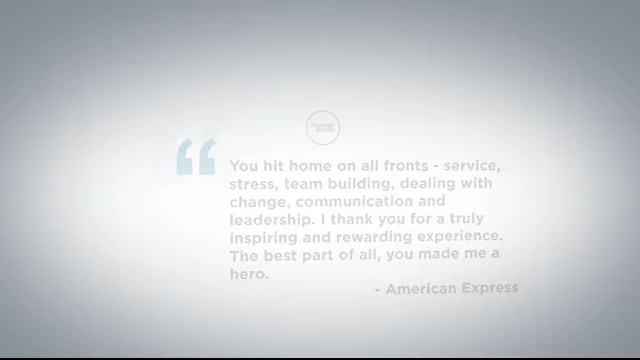 “
You hit home on all fronts - service,
stress, team building, dealing with
change, communication and
leadership. I thank you for a truly
inspiring and rewarding experience.
The best part of all, you made me a
hero.
- American Express